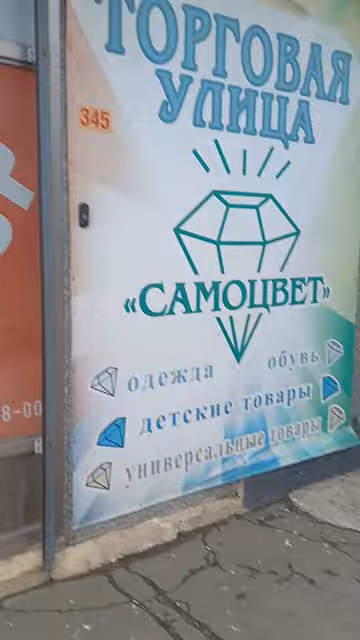 ТОРГОВАЯ
УЛИЦА
345
«САМОЦВЕТ»
одежда
обувь
детские товары
универсальные товары
8-00